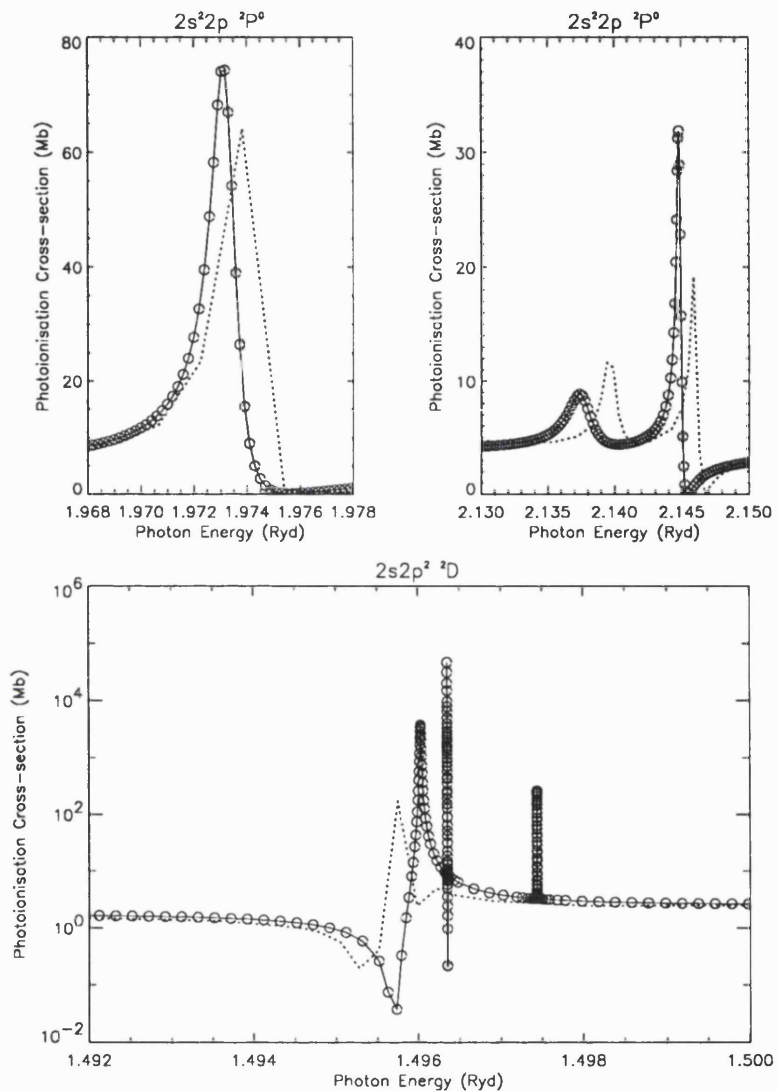 2s²2p ²Pº
80
60
40
20
0
Photoionisation Cross-section (Mb)
1.968 1.970 1.972 1.974 1.976 1.978
Photon Energy (Ryd)
2s²2p ²Pº
40
30
20
10
0
Photoionisation Cross-section (Mb)
2.130 2.135 2.140 2.145 2.150
Photon Energy (Ryd)
2s2p² ²D
10⁶
10⁴
10²
10⁰
10⁻²
Photoionisation Cross-section (Mb)
1.492 1.494 1.496 1.498 1.500
Photon Energy (Ryd)